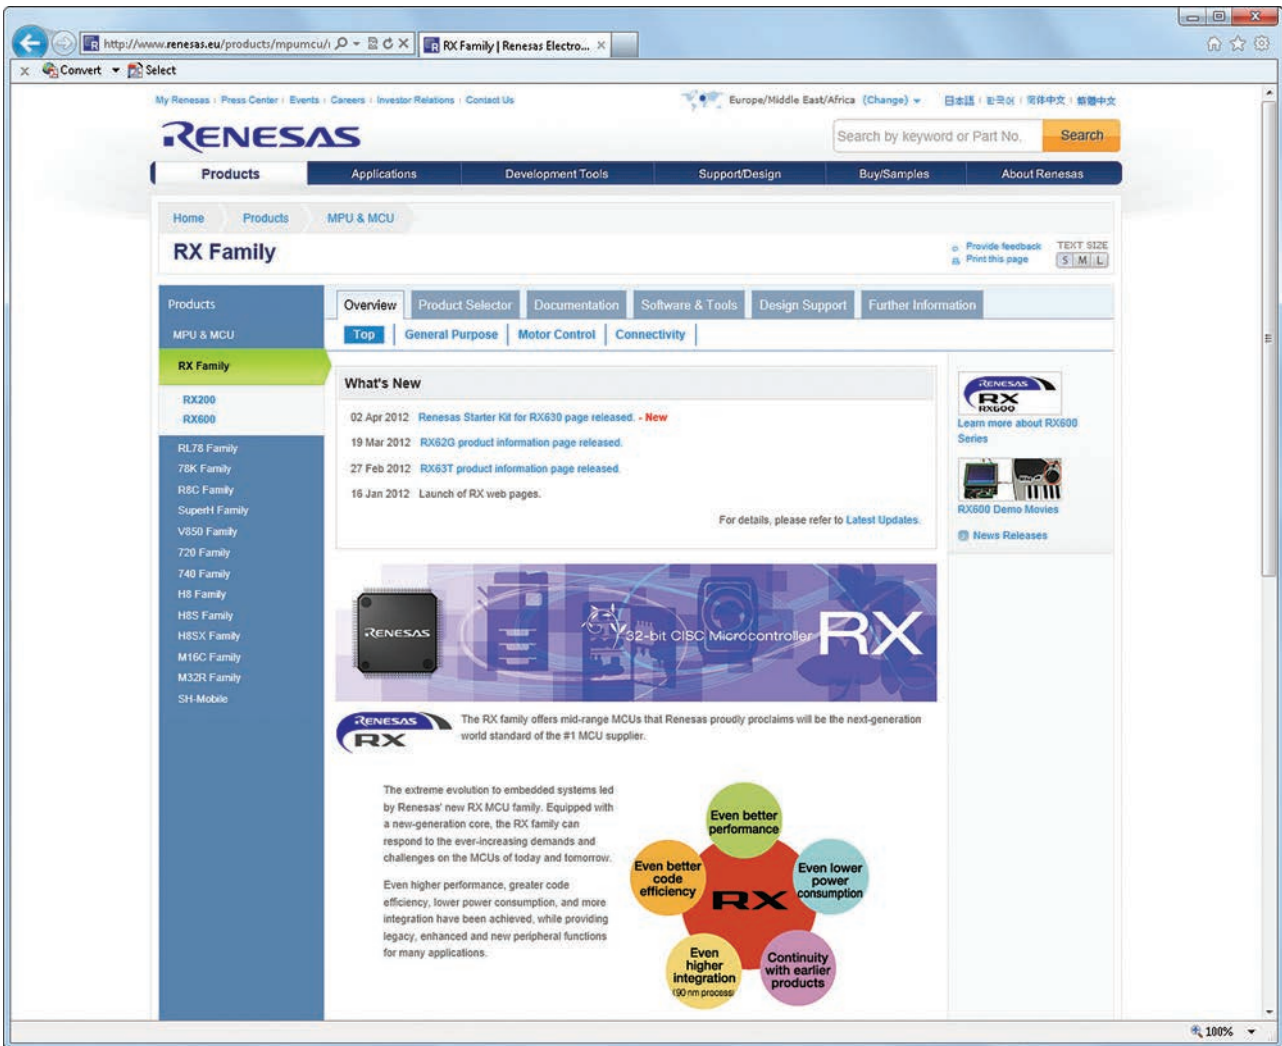 http://www.renesas.eu/products/mpumcu/
RX Family | Renesas Electro...
Convert
Select
My Renesas Press Center Events Careers Investor Relations Contact Us
Europe/Middle East/Africa (Change)
日本語 한국어 简体中文 繁體中文
RENESAS
Search by keyword or Part No.
Search
Products Applications Development Tools Support/Design Buy/Samples About Renesas
Home Products MPU & MCU
RX Family
Provide feedback
Print this page
TEXT SIZE
S M L
Products
MPU & MCU
RX Family
RX200
RX600
RL78 Family
78K Family
R8C Family
SuperH Family
V850 Family
720 Family
740 Family
H8 Family
H8S Family
H8SX Family
M16C Family
M32R Family
SH-Mobile
Overview Product Selector Documentation Software & Tools Design Support Further Information
Top General Purpose Motor Control Connectivity
What's New
02 Apr 2012 Renesas Starter Kit for RX630 page released. - New
19 Mar 2012 RX62G product information page released.
27 Feb 2012 RX63T product information page released.
16 Jan 2012 Launch of RX web pages.
For details, please refer to Latest Updates.
RENESAS
RX
RX600
Learn more about RX600
Series
RX600 Demo Movies
News Releases
RENESAS
32-bit CISC Microcontroller RX
RENESAS
RX
The RX family offers mid-range MCUs that Renesas proudly proclaims will be the next-generation
world standard of the #1 MCU supplier.
The extreme evolution to embedded systems led
by Renesas' new RX MCU family. Equipped with
a new-generation core, the RX family can
respond to the ever-increasing demands and
challenges on the MCUs of today and tomorrow.
Even higher performance, greater code
efficiency, lower power consumption, and more
integration have been achieved, while providing
legacy, enhanced and new peripheral functions
for many applications.
Even better
performance
Even better
code
efficiency
Even lower
power
consumption
RX
Even
higher
integration
(90 nm process)
Continuity
with earlier
products
100%